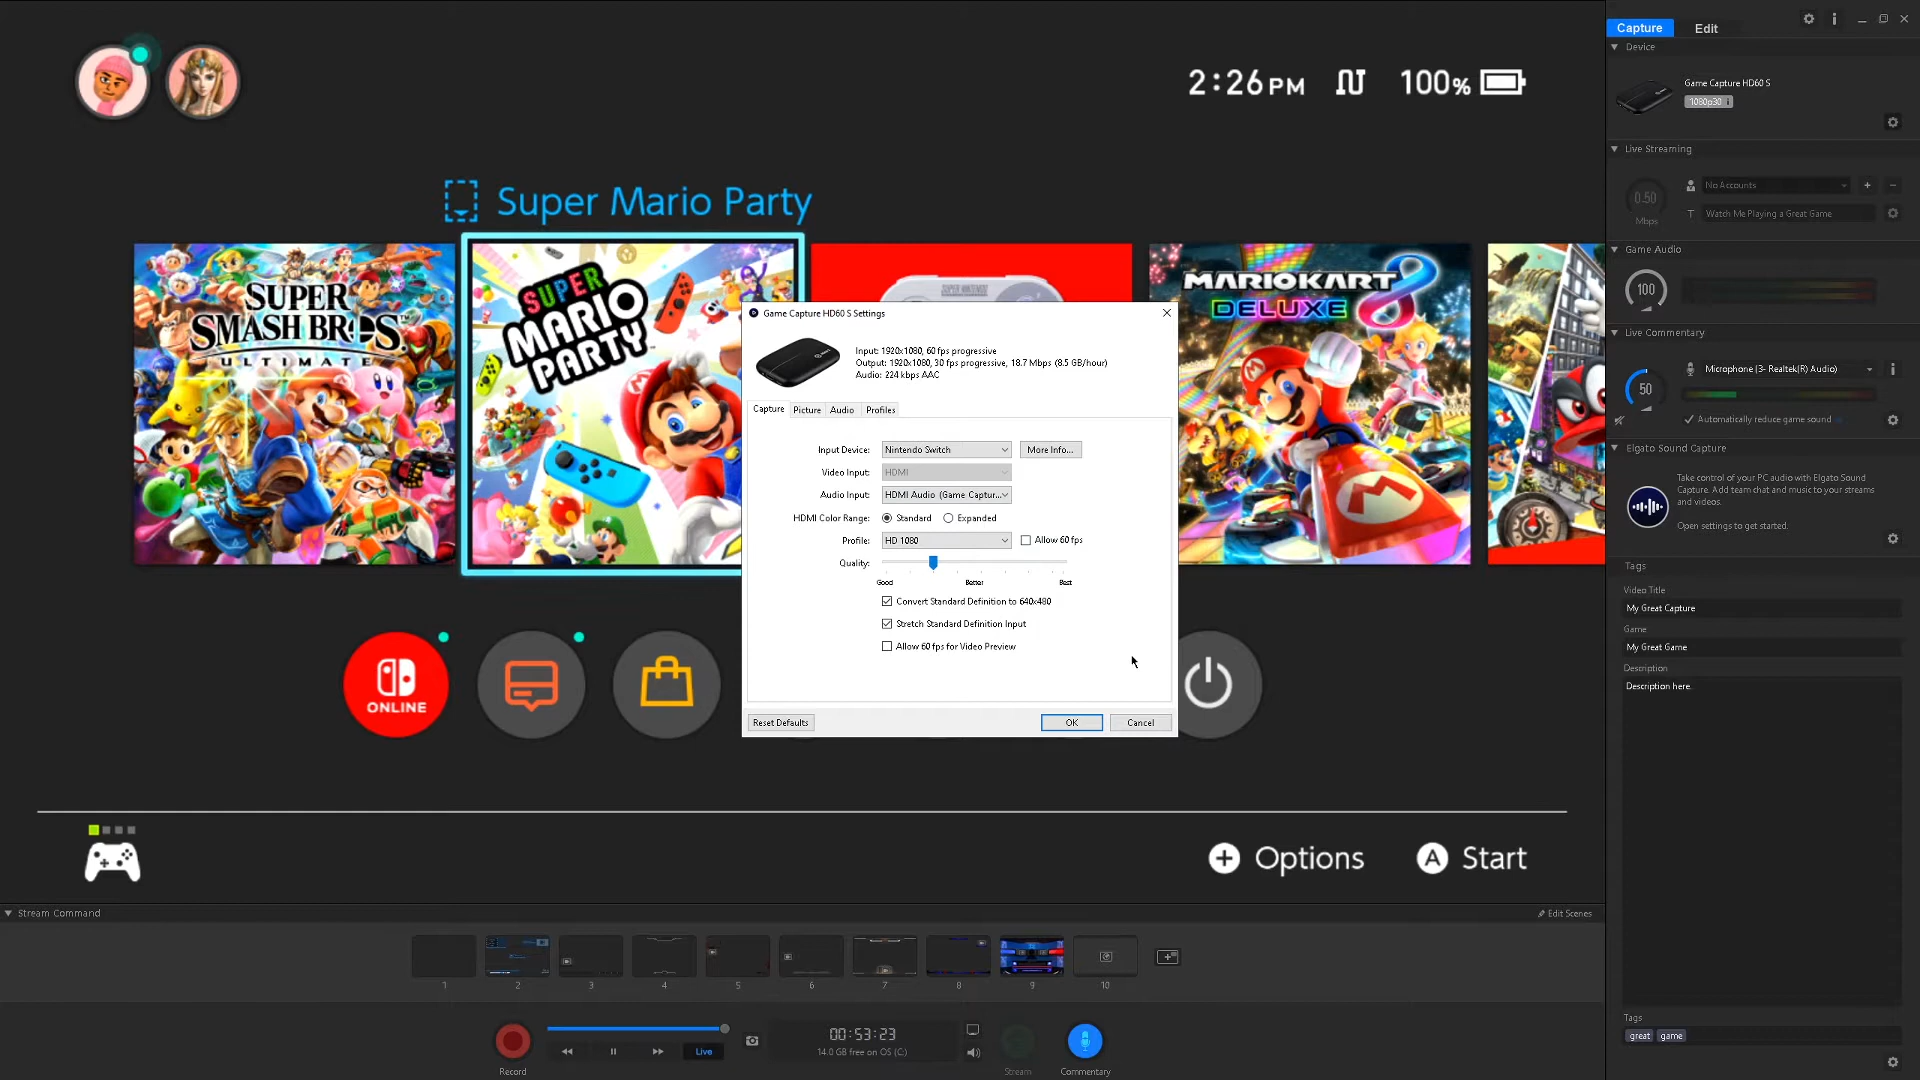 2:26 PM 100%
Super Mario Party
SUPER
SMASH BROS.
ULTIMATE
SUPER
MARIO
PARTY
SUPER NINTENDO
MARIOKART 8
DELUXE
ONLINE
Options
Start
Game Capture HD60 S Settings
Input: 1920x1080, 60 fps progressive
Output: 1920x1080, 30 fps progressive, 18.7 Mbps (8.5 GB/hour)
Audio: 224 kbps AAC
Capture Picture Audio Profiles
Input Device: Nintendo Switch More Info...
Video Input: HDMI
Audio Input: HDMI Audio (Game Captur...
HDMI Color Range: Standard Expanded
Profile: HD 1080 Allow 60 fps
Quality:
Good Better Best
Convert Standard Definition to 640x480
Stretch Standard Definition Input
Allow 60 fps for Video Preview
Reset Defaults OK Cancel
Capture Edit
Device
Game Capture HD60 S
1080p30
Live Streaming
0.50
Mbps
No Accounts
Watch Me Playing a Great Game
Game Audio
100
Live Commentary
50
Microphone (3- Realtek(R) Audio)
Automatically reduce game sound
Elgato Sound Capture
Take control of your PC audio with Elgato Sound
Capture. Add team chat and music to your streams
and videos.
Open settings to get started.
Tags
Video Title
My Great Capture
Game
My Great Game
Description
Description here.
Tags
great game
Stream Command
Edit Scenes
1 2 3 4 5 6 7 8 9 10
Record
Live
00:53:23
14.0 GB free on OS (C:)
Stream
Commentary